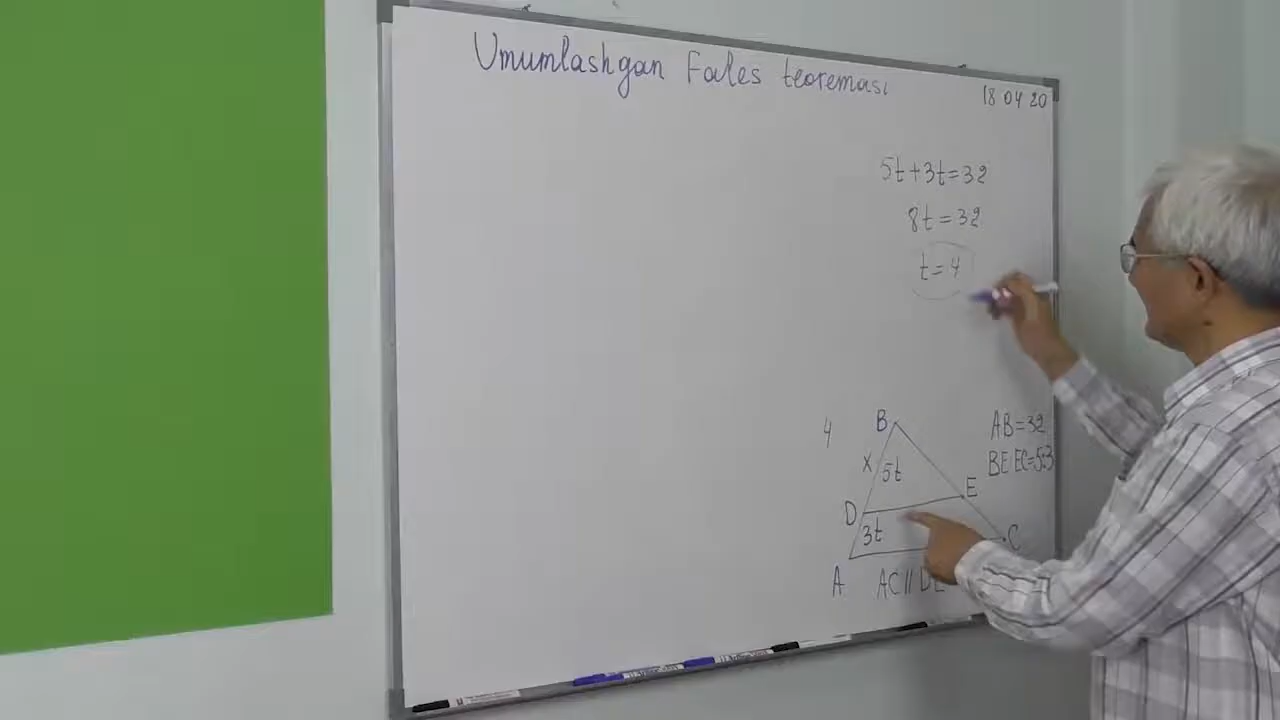 Umumlashgan Fales teoremasi
18 04 20
5t+3t=32
8t=32
t=4
4
B
AB=32
x
5t
BE EC=5:3
E
D
3t
C
A
AC // DE